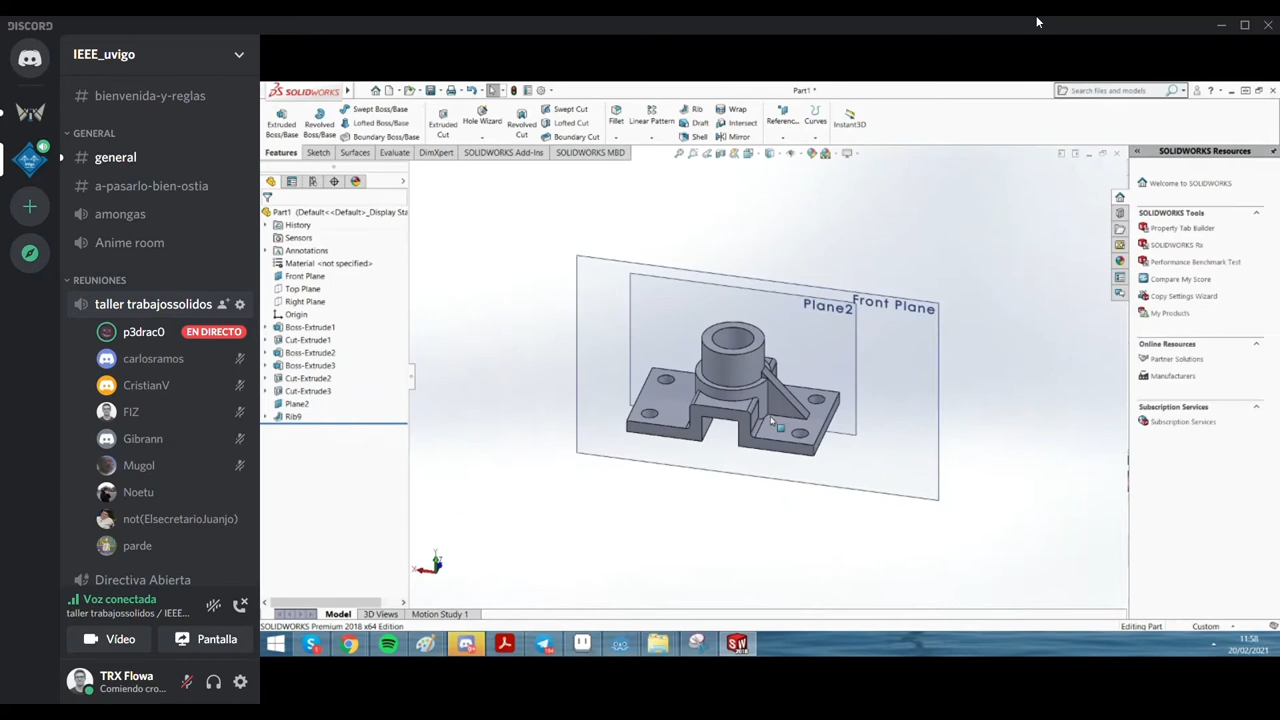 DISCORD
IEEE_uvigo
bienvenida-y-reglas
GENERAL
general
a-pasarlo-bien-ostia
amongas
Anime room
REUNIONES
taller trabajossolidos
p3drac0 EN DIRECTO
carlosramos
CristianV
FIZ
Gibrann
Mugol
Noetu
not(ElsecretarioJuanjo)
parde
Directiva Abierta
Voz conectada
taller trabajossolidos / IEEE...
Vídeo Pantalla
TRX Flowa
Comiendo cro...
SOLIDWORKS Part1 * Search files and models
Extruded Boss/Base
Revolved Boss/Base
Swept Boss/Base
Lofted Boss/Base
Boundary Boss/Base
Extruded Cut
Hole Wizard
Revolved Cut
Swept Cut
Lofted Cut
Boundary Cut
Fillet
Linear Pattern
Rib
Draft
Shell
Wrap
Intersect
Mirror
Referenc...
Curves
Instant3D
Features Sketch Surfaces Evaluate DimXpert SOLIDWORKS Add-Ins SOLIDWORKS MBD
Part1 (Default<<Default>_Display Sta
History
Sensors
Annotations
Material <not specified>
Front Plane
Top Plane
Right Plane
Origin
Boss-Extrude1
Cut-Extrude1
Boss-Extrude2
Boss-Extrude3
Cut-Extrude2
Cut-Extrude3
Plane2
Rib9
Plane2
Front Plane
Y
X
SOLIDWORKS Resources
Welcome to SOLIDWORKS
SOLIDWORKS Tools
Property Tab Builder
SOLIDWORKS Rx
Performance Benchmark Test
Compare My Score
Copy Settings Wizard
My Products
Online Resources
Partner Solutions
Manufacturers
Subscription Services
Subscription Services
Model 3D Views Motion Study 1
SOLIDWORKS Premium 2018 x64 Edition Editing Part Custom
11:58
20/02/2021